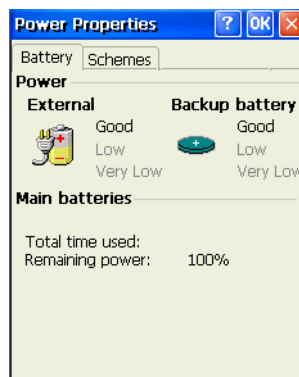 Power Properties ? OK ×
Battery Schemes
Power
External Backup battery
Good Good
Low Low
Very Low Very Low
Main batteries
Total time used:
Remaining power: 100%